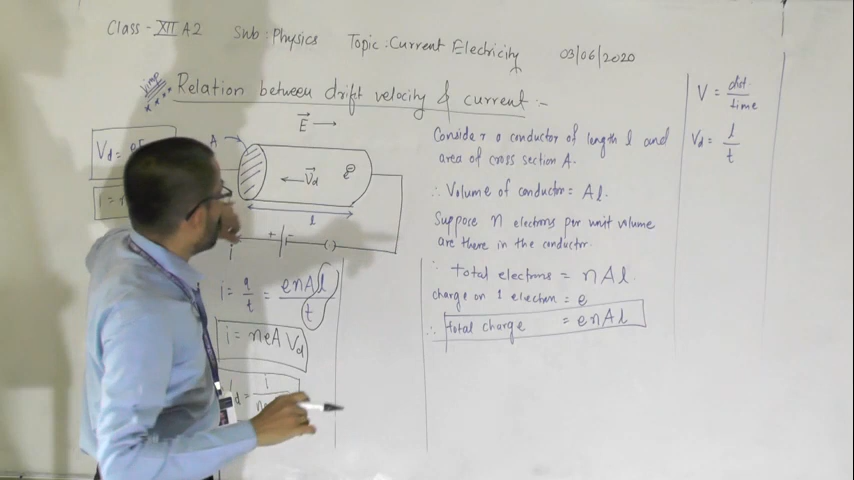 Class - XII A2 Sub: Physics Topic: Current Electricity 03/06/2020
Vimp Relation between drift velocity & current :-
Vd =
i =
A
E →
Vd
e⊖
l
+ -
i
i = q/t = enAl/t
i = neA Vd
Consider a conductor of length l and
area of cross section A.
∴ Volume of conductor = Al.
Suppose n electrons per unit volume
are there in the conductor.
∴ total electrons = nAl
charge on 1 electron = e
∴ total charge = enAl
V = dist./time
Vd = l/t